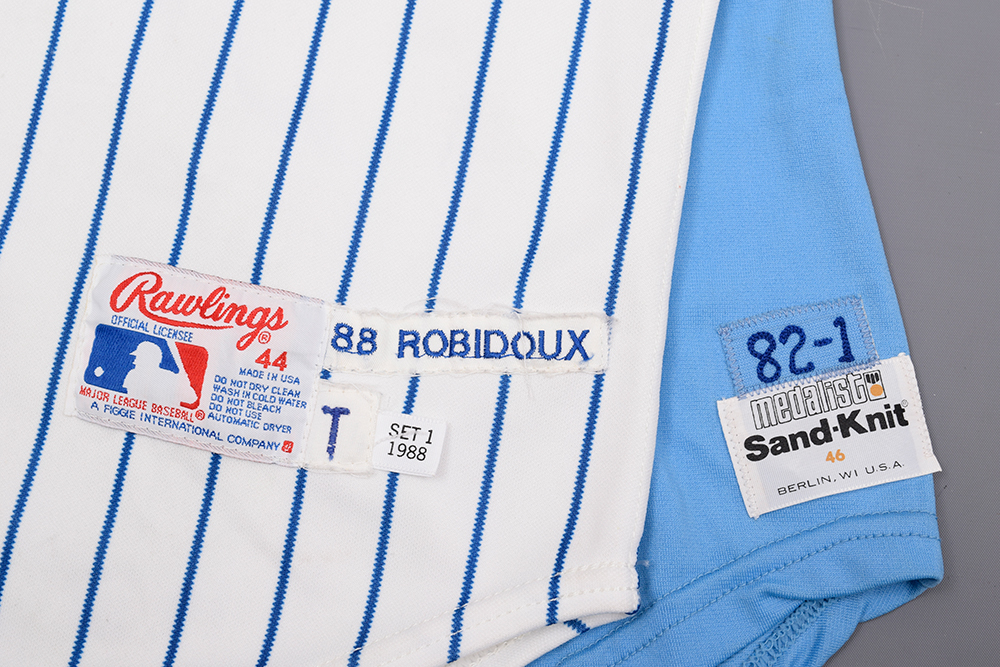 Rawlings®
OFFICIAL LICENSEE
44
MADE IN USA
DO NOT DRY CLEAN
WASH IN COLD WATER
DO NOT BLEACH
DO NOT USE
AUTOMATIC DRYER
MAJOR LEAGUE BASEBALL®
A FIGGIE INTERNATIONAL COMPANY
88 ROBIDOUX
T
SET 1
1988
82-1
medalist
Sand-Knit®
46
BERLIN, WI U.S.A.